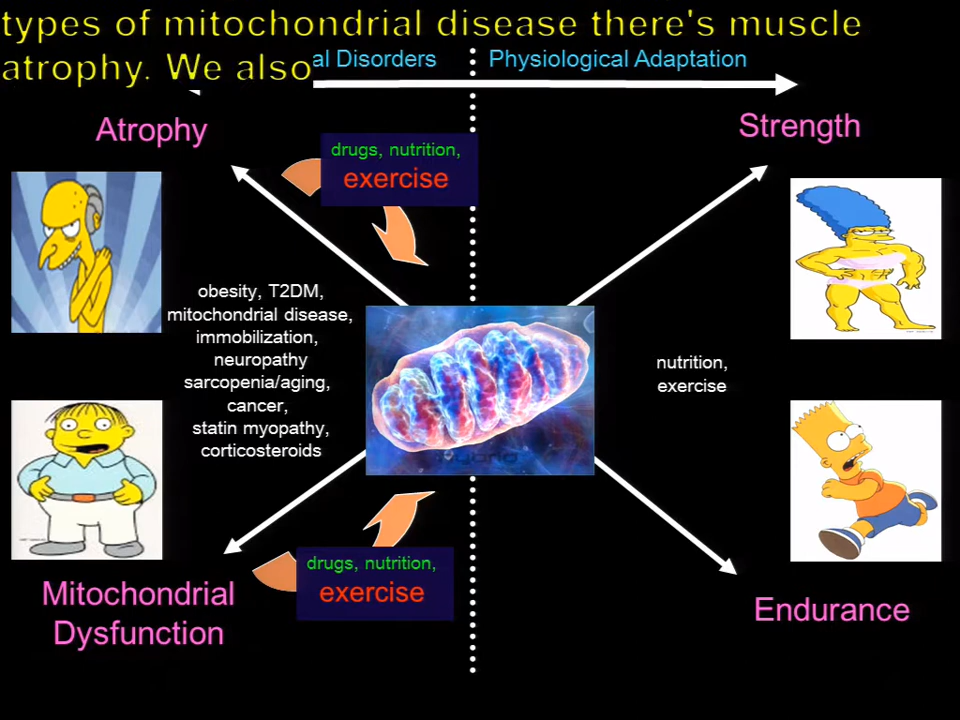 types of mitochondrial disease there's muscle
atrophy. We also
al Disorders
Physiological Adaptation
Atrophy
Strength
drugs, nutrition,
exercise
obesity, T2DM,
mitochondrial disease,
immobilization,
neuropathy
sarcopenia/aging,
cancer,
statin myopathy,
corticosteroids
nutrition,
exercise
drugs, nutrition,
exercise
Mitochondrial
Dysfunction
Endurance